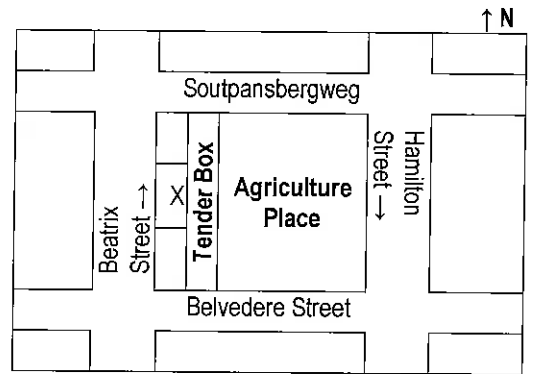 ↑ N
Soutpansbergweg
Beatrix
Street →
X
Tender Box
Agriculture
Place
Hamilton
Street →
Belvedere Street